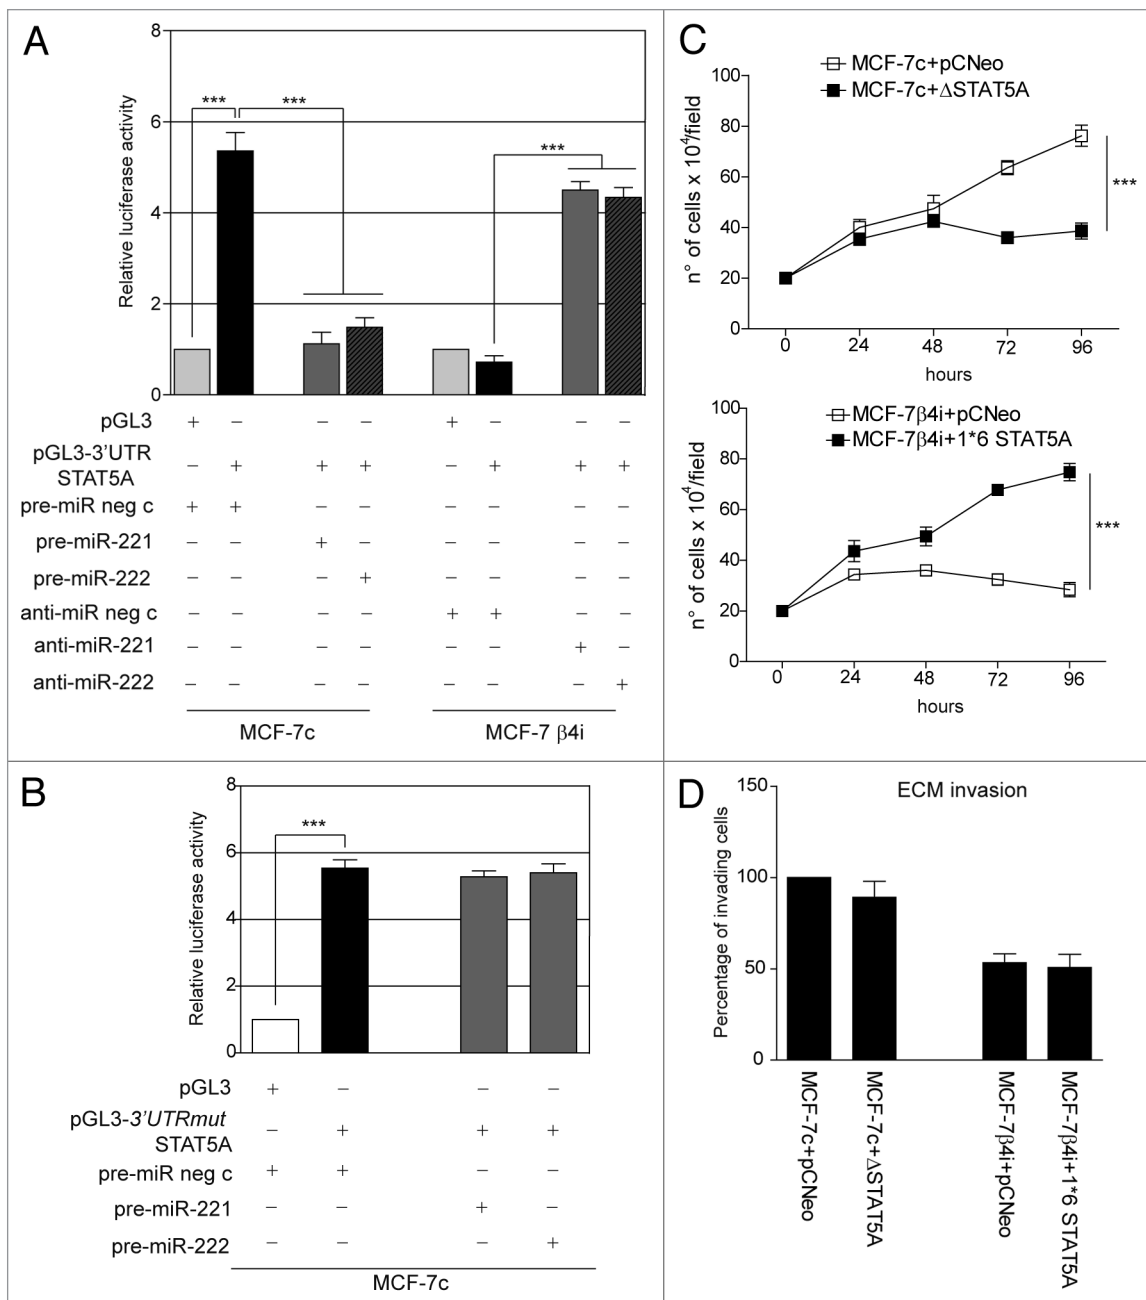 A
8
6
4
2
0
Relative luciferase activity
***
***
***
pGL3 + – – – + – – –
pGL3-3'UTR
STAT5A – + + + – + + +
pre-miR neg c + + – – – – – –
pre-miR-221 – – + – – – – –
pre-miR-222 – – – + – – – –
anti-miR neg c – – – – + + – –
anti-miR-221 – – – – – – + –
anti-miR-222 – – – – – – – +
MCF-7c MCF-7 β4i
B
8
6
4
2
0
Relative luciferase activity
***
pGL3 + – – –
pGL3-3'UTRmut
STAT5A – + + +
pre-miR neg c + + – –
pre-miR-221 – – + –
pre-miR-222 – – – +
MCF-7c
C
MCF-7c+pCNeo
MCF-7c+ΔSTAT5A
100
80
60
40
20
0
n° of cells x 10⁴/field
***
0 24 48 72 96
hours
MCF-7β4i+pCNeo
MCF-7β4i+1*6 STAT5A
100
80
60
40
20
0
n° of cells x 10⁴/field
***
0 24 48 72 96
hours
D
ECM invasion
150
100
50
0
Percentage of invading cells
MCF-7c+pCNeo
MCF-7c+ΔSTAT5A
MCF-7β4i+pCNeo
MCF-7β4i+1*6 STAT5A